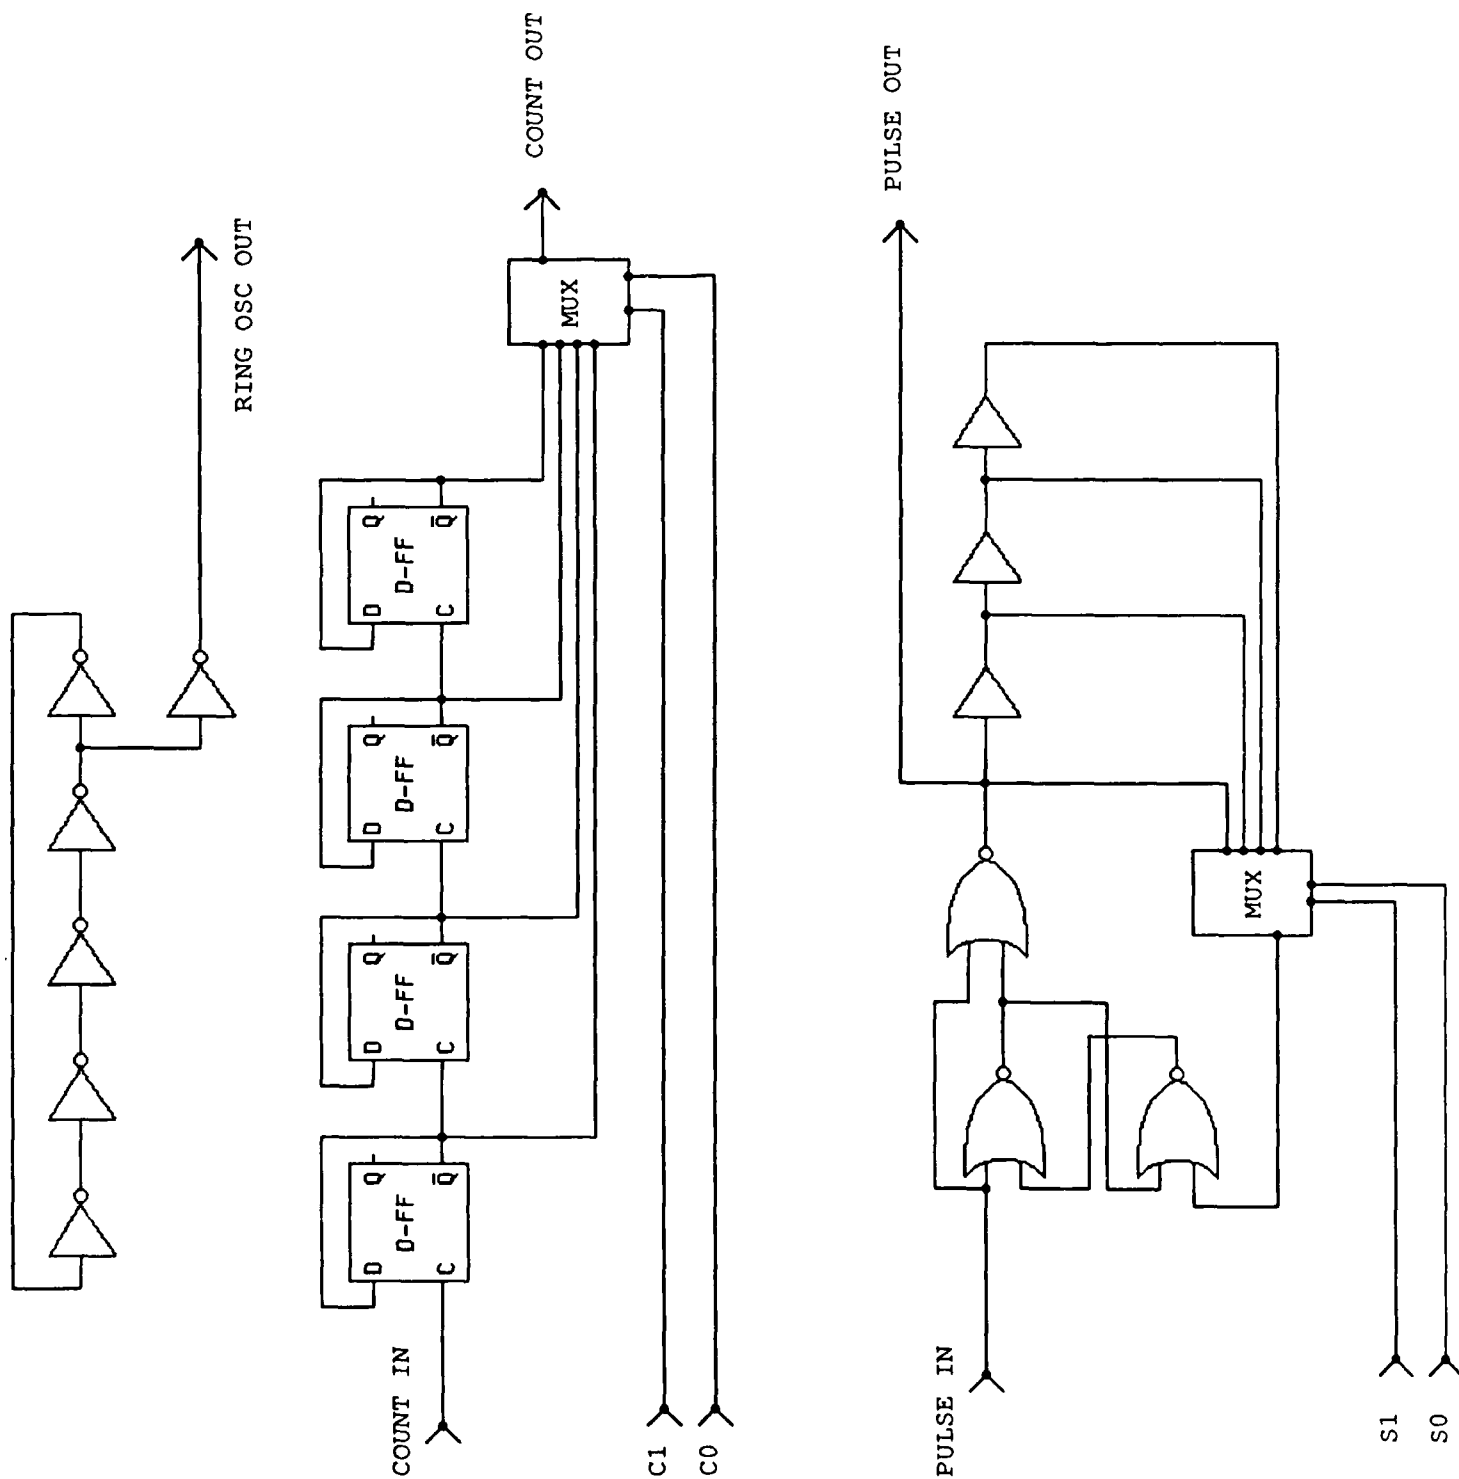 RING OSC OUT
D
Q
D-FF
C
Q̅
D
Q
D-FF
C
Q̅
D
Q
D-FF
C
Q̅
D
Q
D-FF
C
Q̅
COUNT IN
MUX
COUNT OUT
C1
C0
PULSE IN
PULSE OUT
MUX
S1
S0